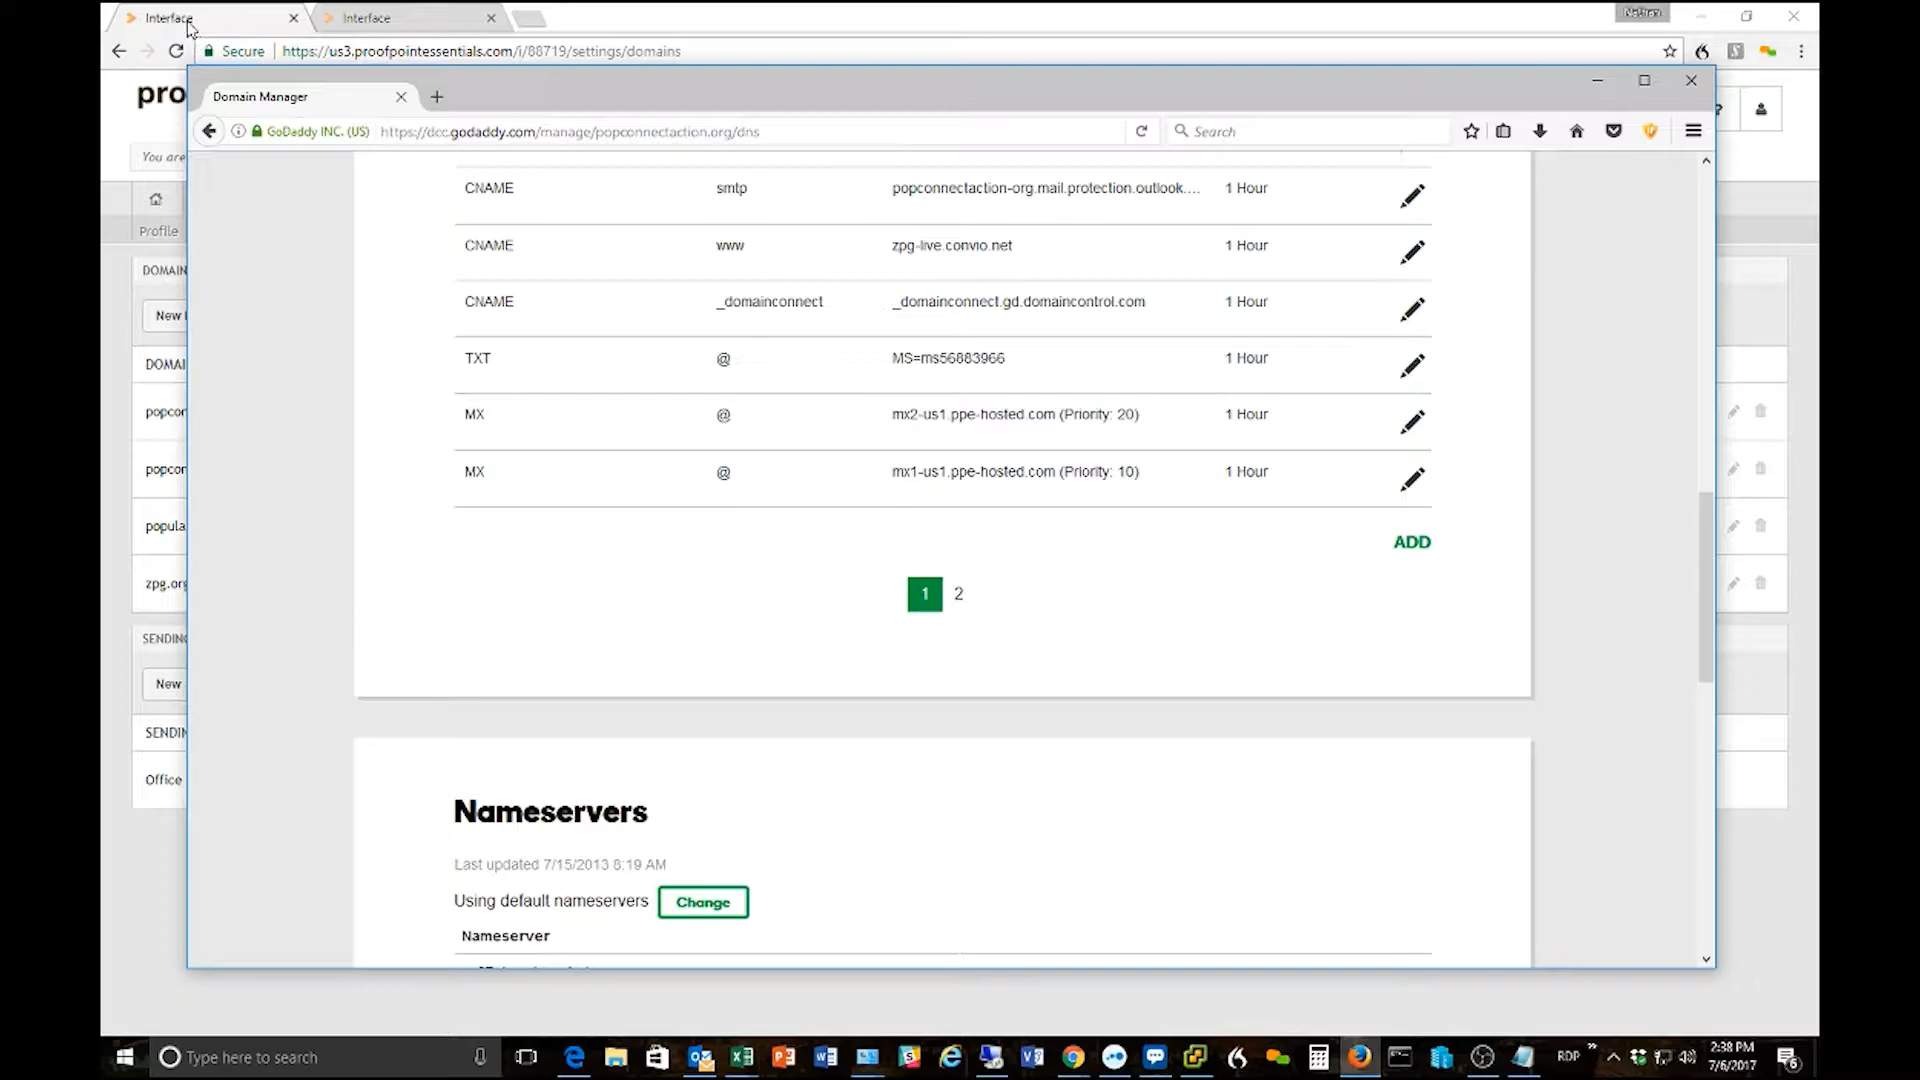 Interface
Interface
Nathan
Secure
https://us3.proofpointessentials.com/i/88719/settings/domains
Domain Manager
GoDaddy INC. (US)
https://dcc.godaddy.com/manage/popconnectaction.org/dns
Search
pro
You are
Profile
DOMAIN
New
DOMAI
popcon
popcon
popula
zpg.org
SENDING
New
SENDIN
Office
CNAME smtp popconnectaction-org.mail.protection.outlook.... 1 Hour
CNAME www zpg-live.convio.net 1 Hour
CNAME _domainconnect _domainconnect.gd.domaincontrol.com 1 Hour
TXT @ MS=ms56883966 1 Hour
MX @ mx2-us1.ppe-hosted.com (Priority: 20) 1 Hour
MX @ mx1-us1.ppe-hosted.com (Priority: 10) 1 Hour
ADD
1 2
Nameservers
Last updated 7/15/2013 8:19 AM
Using default nameservers Change
Nameserver
Type here to search
RDP
2:38 PM
7/6/2017
6